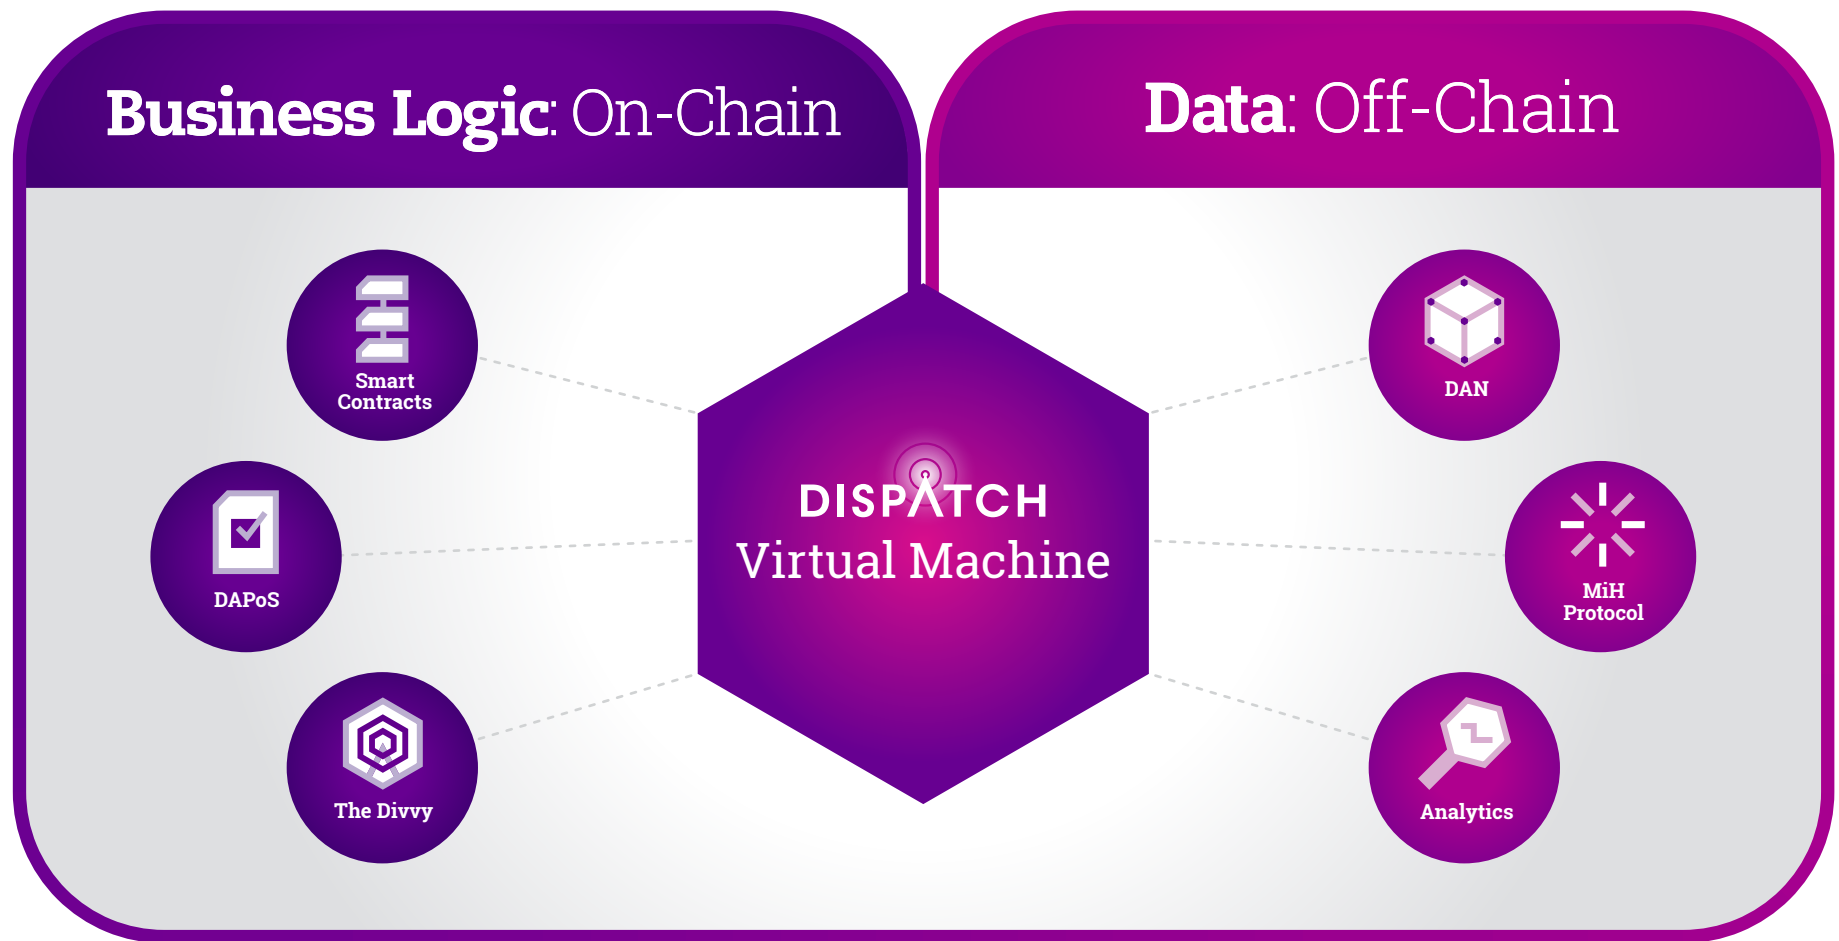 Business Logic: On-Chain
Data: Off-Chain
Smart
Contracts
DAPoS
The Divvy
DISPATCH
Virtual Machine
DAN
MiH
Protocol
Analytics